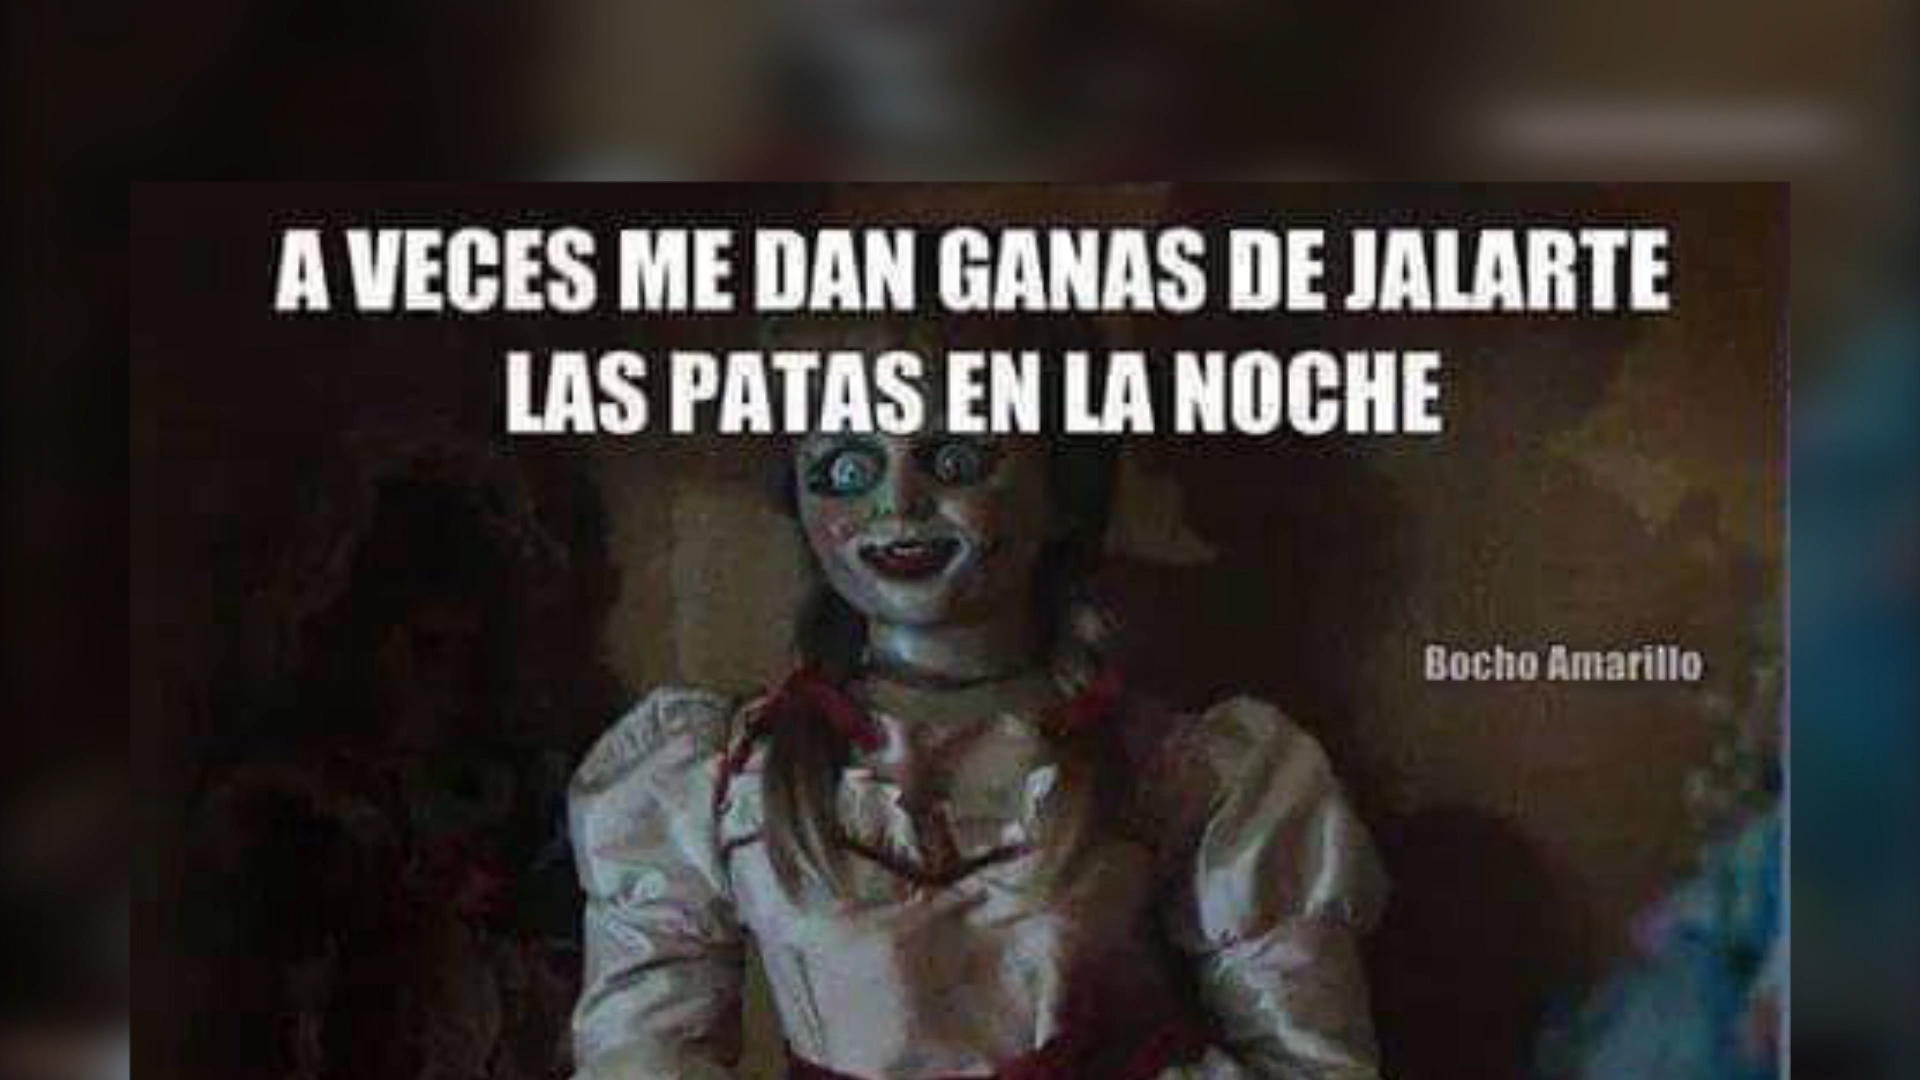 A VECES ME DAN GANAS DE JALARTE
LAS PATAS EN LA NOCHE
Bocho Amarillo